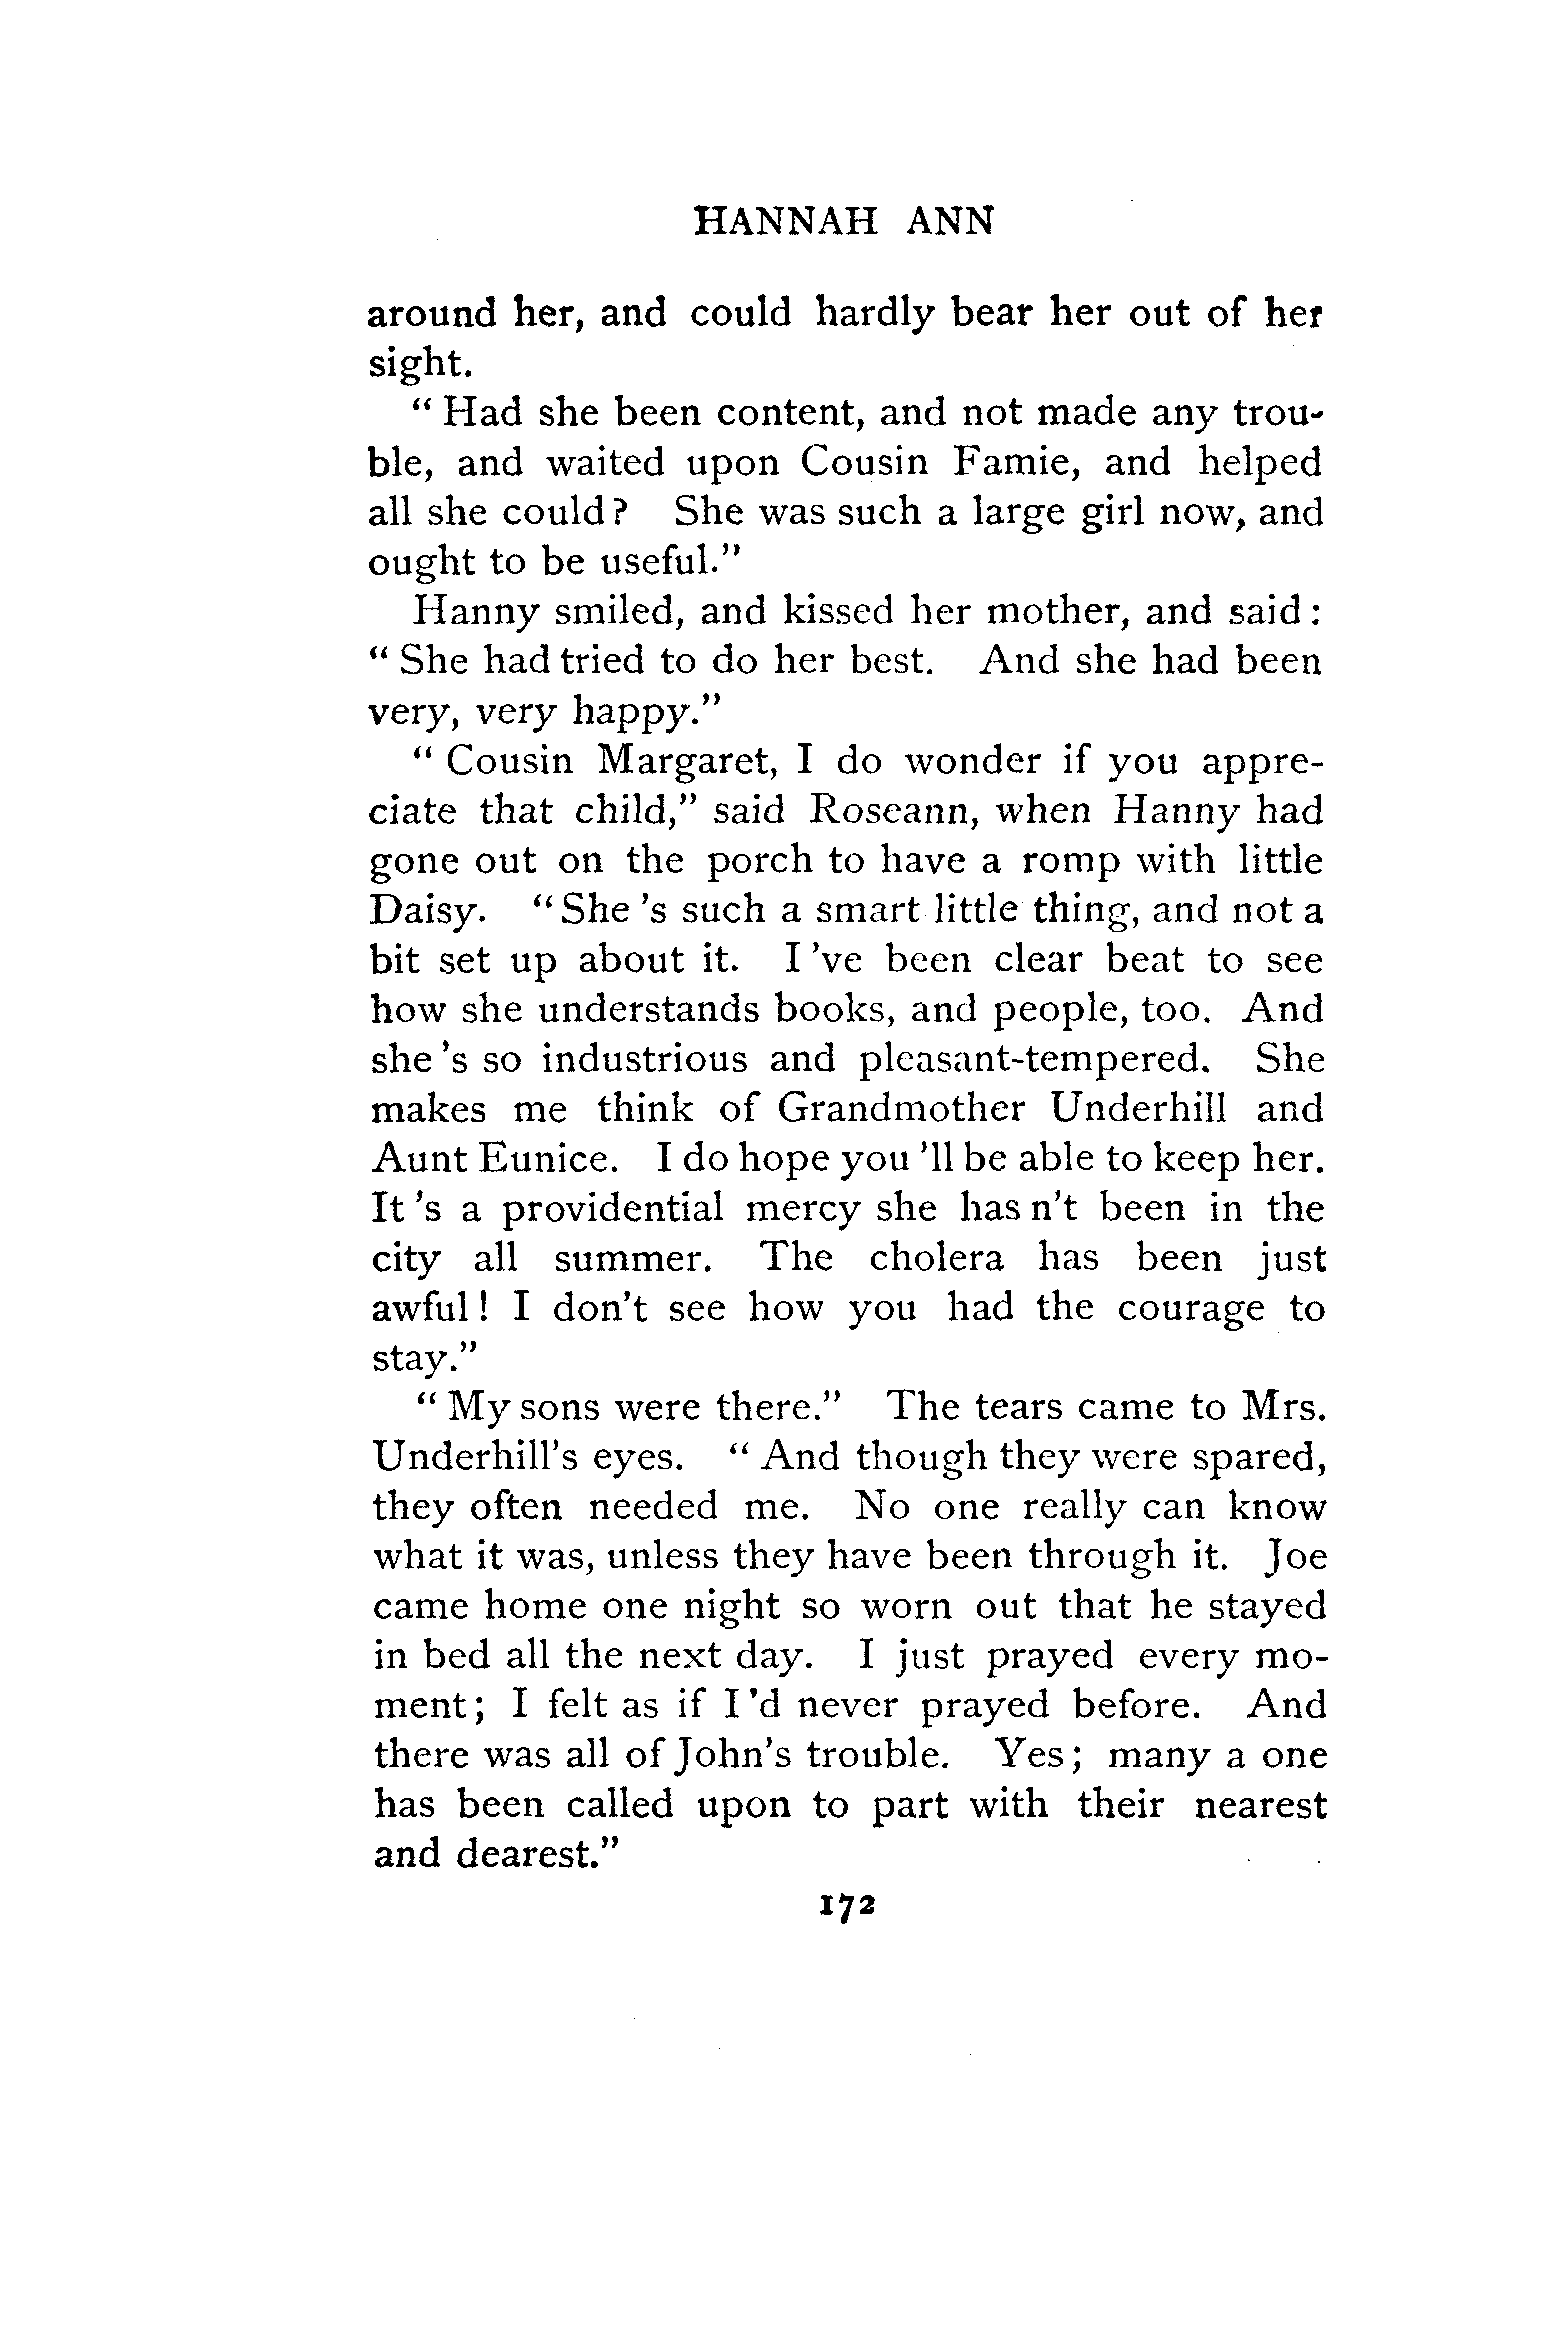 HANNAH ANN
around her, and could hardly bear her out of her
sight.
“ Had she been content, and not made any trou-
ble, and waited upon Cousin Famie, and helped
all she could? She was such a large girl now, and
ought to be useful.”
Hanny smiled, and kissed her mother, and said:
“ She had tried to do her best. And she had been
very, very happy.”
“ Cousin Margaret, I do wonder if you appre-
ciate that child,” said Roseann, when Hanny had
gone out on the porch to have a romp with little
Daisy. “ She 's such a smart little thing, and not a
bit set up about it. I 've been clear beat to see
how she understands books, and people, too. And
she 's so industrious and pleasant-tempered. She
makes me think of Grandmother Underhill and
Aunt Eunice. I do hope you 'll be able to keep her.
It 's a providential mercy she has n't been in the
city all summer. The cholera has been just
awful! I don't see how you had the courage to
stay.”
“ My sons were there.” The tears came to Mrs.
Underhill's eyes. “ And though they were spared,
they often needed me. No one really can know
what it was, unless they have been through it. Joe
came home one night so worn out that he stayed
in bed all the next day. I just prayed every mo-
ment; I felt as if I 'd never prayed before. And
there was all of John's trouble. Yes; many a one
has been called upon to part with their nearest
and dearest.”
172